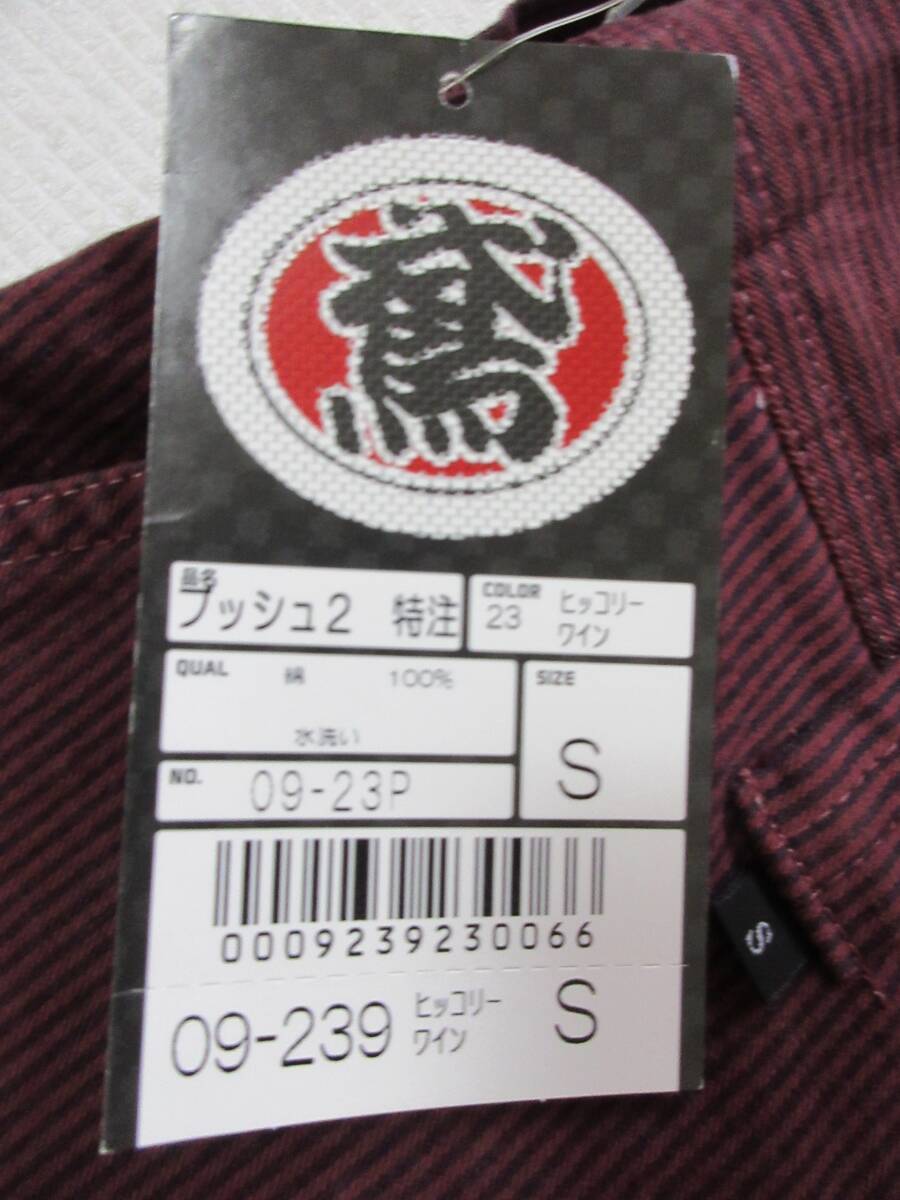 鳶
品名
プッシュ2 特注
COLOR
23 ヒッコリー
ワイン
QUAL
綿 100%
水洗い
SIZE
S
NO.
09-23P
0009239230066
09-239 ヒッコリー
ワイン
S
S